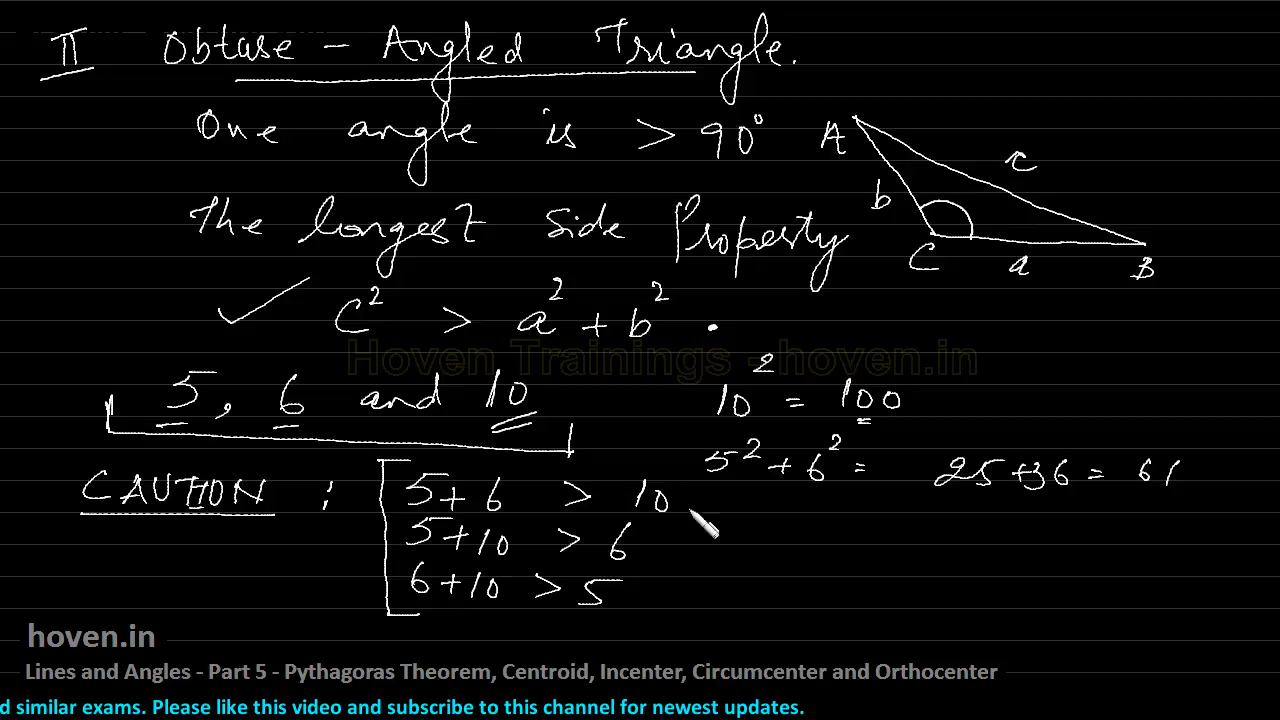 II Obtuse - Angled Triangle.
One angle is > 90°
A
c
b
The longest side Property
C a B
✓ C² > a² + b² .
Hoven Trainings - hoven.in
5, 6 and 10
10² = 100
5² + 6² = 25 + 36 = 61
CAUTION : 5 + 6 > 10
5 + 10 > 6
6 + 10 > 5
hoven.in
Lines and Angles - Part 5 - Pythagoras Theorem, Centroid, Incenter, Circumcenter and Orthocenter
d similar exams. Please like this video and subscribe to this channel for newest updates.